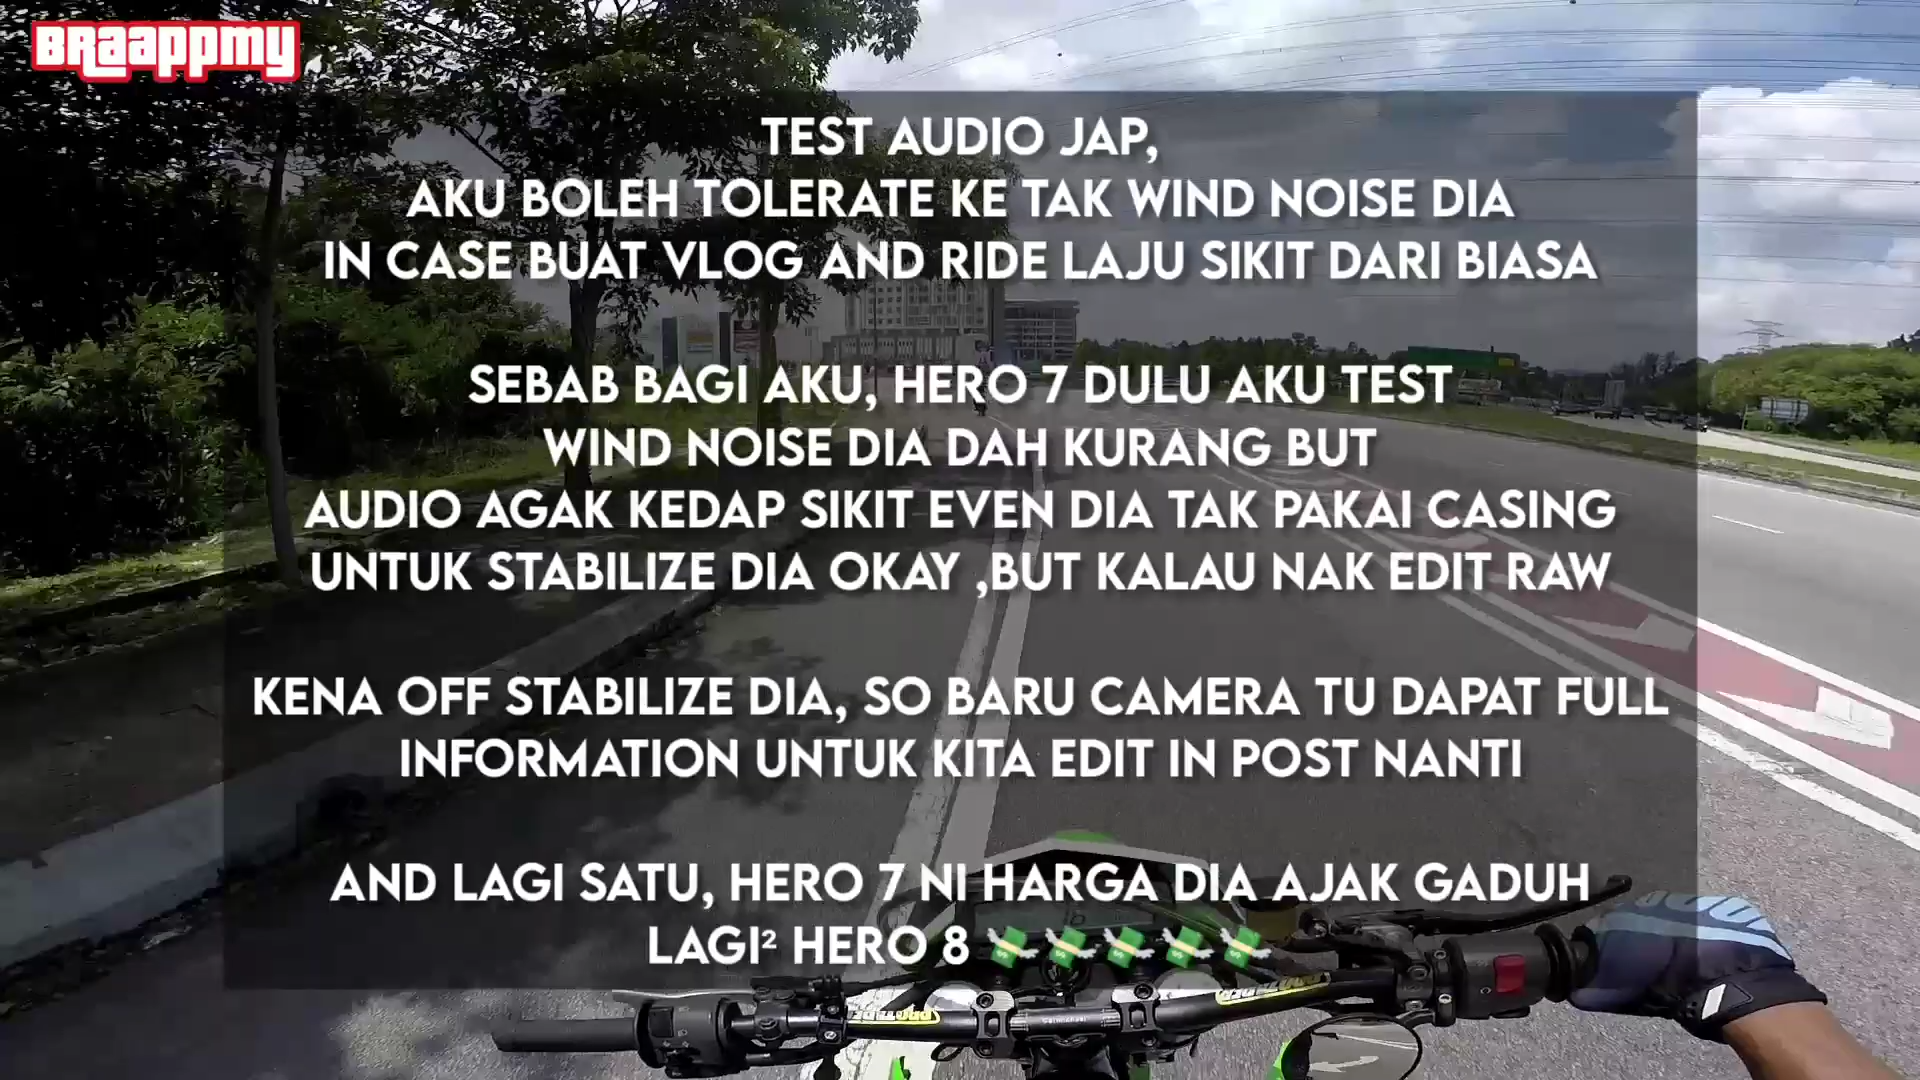 BRAAPPMY
TEST AUDIO JAP,
AKU BOLEH TOLERATE KE TAK WIND NOISE DIA
IN CASE BUAT VLOG AND RIDE LAJU SIKIT DARI BIASA
SEBAB BAGI AKU, HERO 7 DULU AKU TEST
WIND NOISE DIA DAH KURANG BUT
AUDIO AGAK KEDAP SIKIT EVEN DIA TAK PAKAI CASING
UNTUK STABILIZE DIA OKAY ,BUT KALAU NAK EDIT RAW
KENA OFF STABILIZE DIA, SO BARU CAMERA TU DAPAT FULL
INFORMATION UNTUK KITA EDIT IN POST NANTI
AND LAGI SATU, HERO 7 NI HARGA DIA AJAK GADUH
LAGI² HERO 8 💸💸💸💸💸